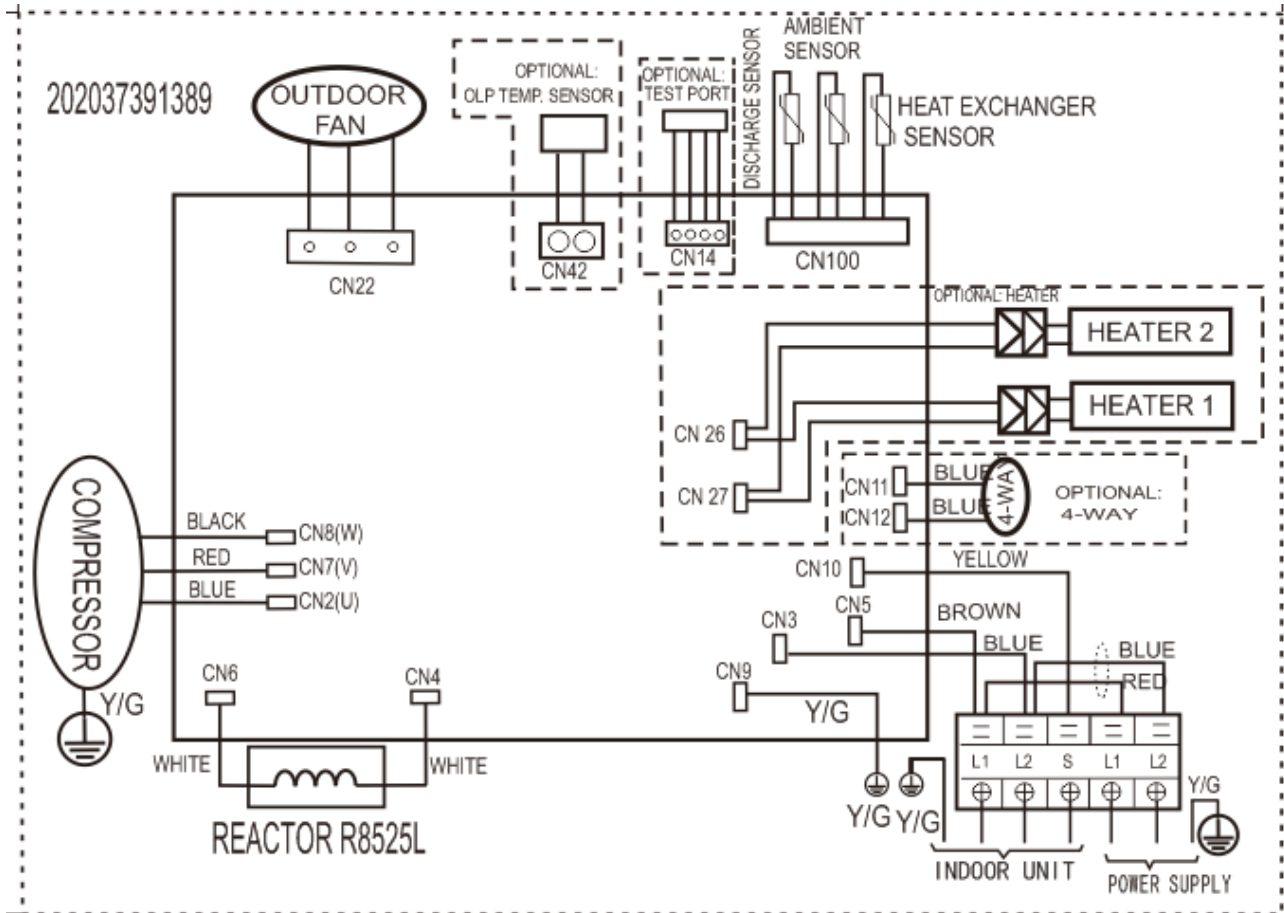 202037391389
OUTDOOR
FAN
OPTIONAL:
OLP TEMP. SENSOR
OPTIONAL:
TEST PORT
DISCHARGE SENSOR
AMBIENT
SENSOR
HEAT EXCHANGER
SENSOR
CN22
CN42
CN14
CN100
OPTIONAL: HEATER
HEATER 2
HEATER 1
CN 26
CN 27
CN11
BLUE
CN12
BLUE
4-WAY
OPTIONAL:
4-WAY
COMPRESSOR
BLACK
CN8(W)
RED
CN7(V)
BLUE
CN2(U)
Y/G
CN10
YELLOW
CN5
BROWN
CN3
BLUE
BLUE
RED
CN9
Y/G
CN6
CN4
WHITE
WHITE
REACTOR R8525L
L1 L2 S L1 L2
Y/G
Y/G
Y/G
INDOOR UNIT
POWER SUPPLY